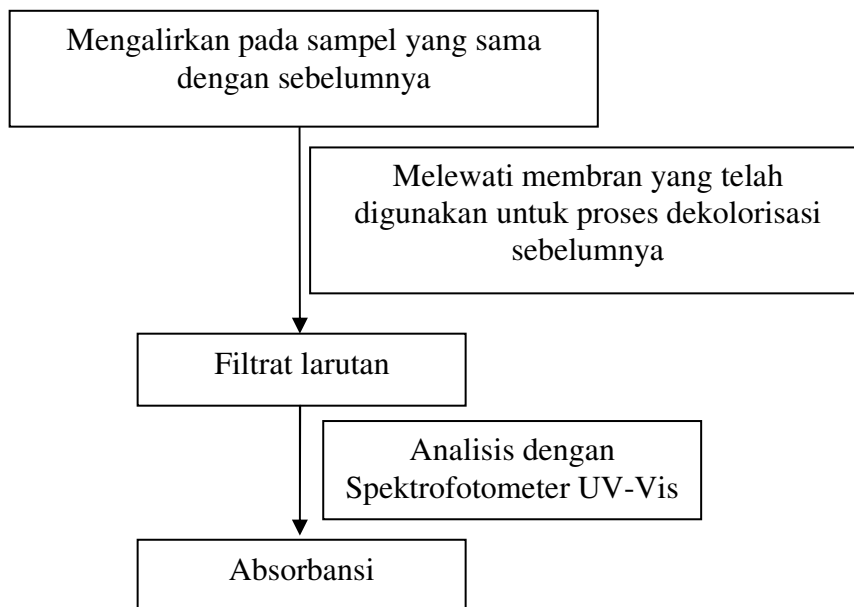 Mengalirkan pada sampel yang sama
dengan sebelumnya
Melewati membran yang telah
digunakan untuk proses dekolorisasi
sebelumnya
Filtrat larutan
Analisis dengan
Spektrofotometer UV-Vis
Absorbansi